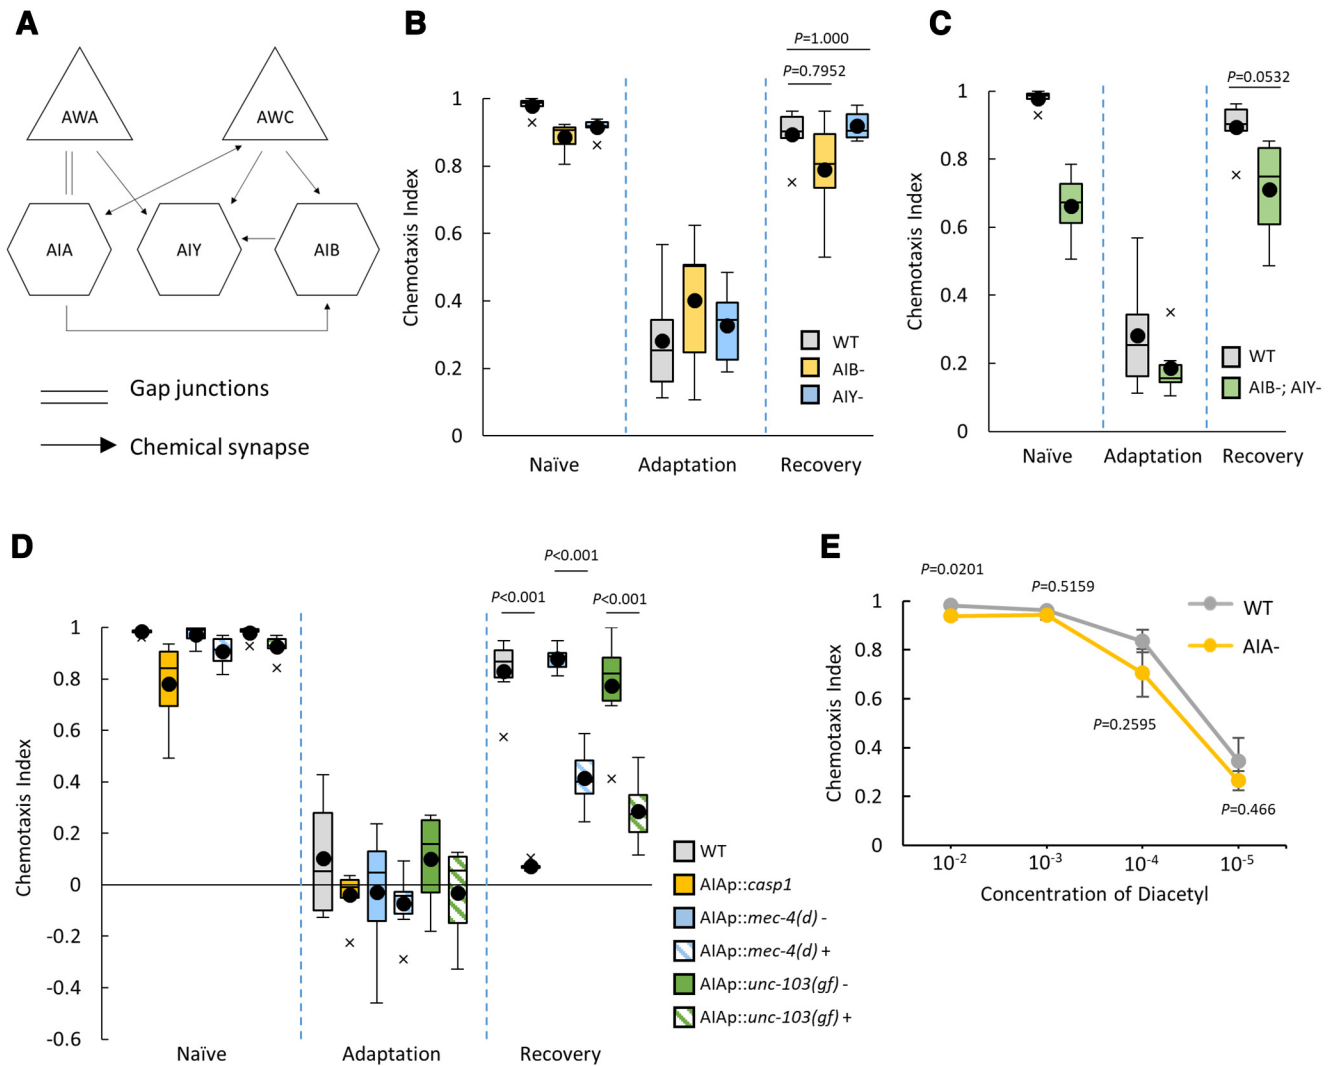 A
AWA
AWC
AIA
AIY
AIB
Gap junctions
Chemical synapse
B
P=1.000
P=0.7952
Chemotaxis Index
1
0.8
0.6
0.4
0.2
0
WT
AIB-
AIY-
Naïve
Adaptation
Recovery
C
P=0.0532
Chemotaxis Index
1
0.8
0.6
0.4
0.2
0
WT
AIB-; AIY-
Naïve
Adaptation
Recovery
D
P<0.001
P<0.001
P<0.001
Chemotaxis Index
1
0.8
0.6
0.4
0.2
0
-0.2
-0.4
-0.6
Naïve
Adaptation
Recovery
WT
AIAp::casp1
AIAp::mec-4(d) -
AIAp::mec-4(d) +
AIAp::unc-103(gf) -
AIAp::unc-103(gf) +
E
P=0.0201
P=0.5159
P=0.2595
P=0.466
WT
AIA-
Chemotaxis Index
1
0.8
0.6
0.4
0.2
0
10-2
10-3
10-4
10-5
Concentration of Diacetyl